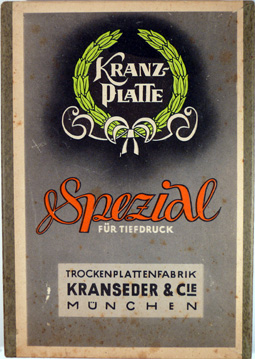 KRANZ-
PLATTE
Spezial
FÜR TIEFDRUCK
TROCKENPLATTENFABRIK
KRANSEDER & CIE
MÜNCHEN